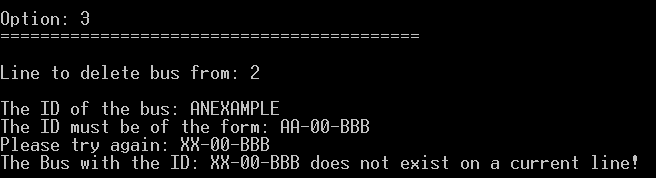 Option: 3
==========================================
Line to delete bus from: 2
The ID of the bus: ANEXAMPLE
The ID must be of the form: AA-00-BBB
Please try again: XX-00-BBB
The Bus with the ID: XX-00-BBB does not exist on a current line!